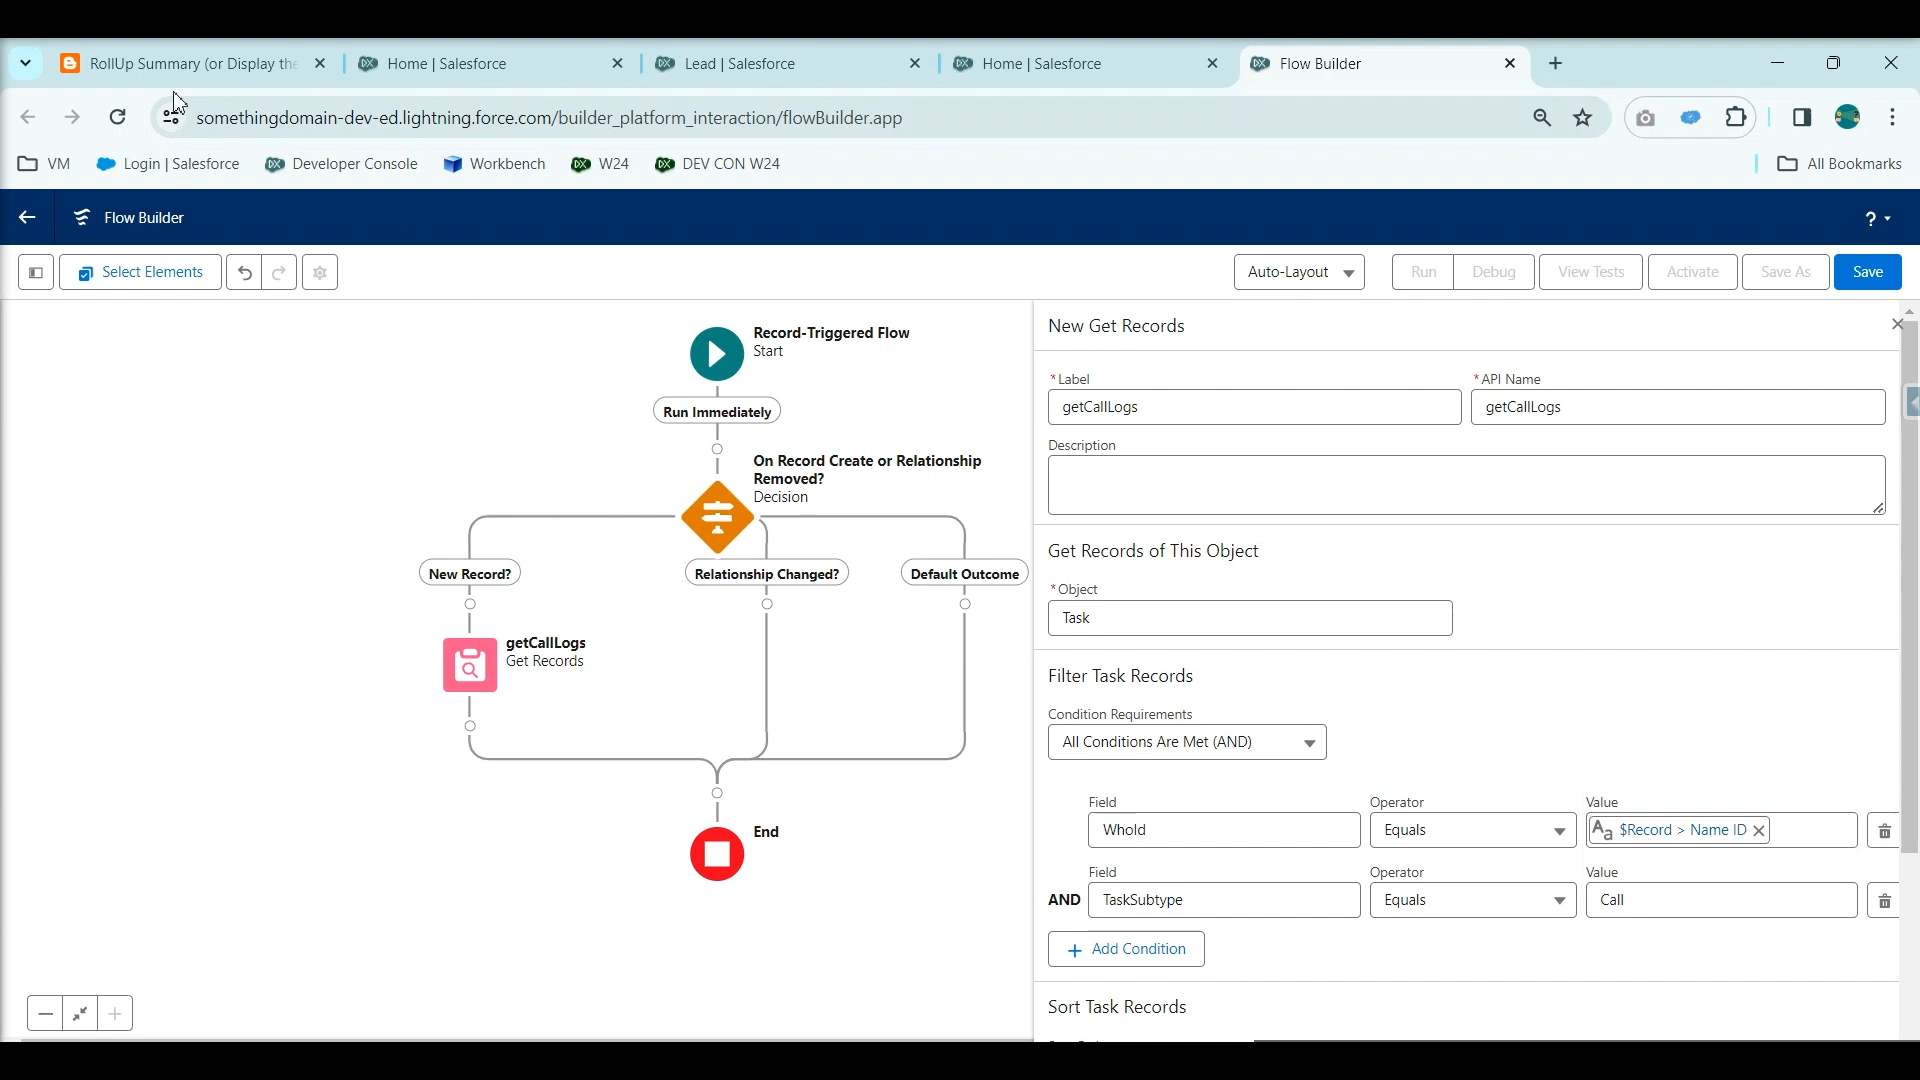 RollUp Summary (or Display the
Home | Salesforce
Lead | Salesforce
Home | Salesforce
Flow Builder
somethingdomain-dev-ed.lightning.force.com/builder_platform_interaction/flowBuilder.app
VM
Login | Salesforce
Developer Console
Workbench
W24
DEV CON W24
All Bookmarks
Flow Builder
?
Select Elements
Auto-Layout
Run
Debug
View Tests
Activate
Save As
Save
Record-Triggered Flow
Start
Run Immediately
On Record Create or Relationship
Removed?
Decision
New Record?
Relationship Changed?
Default Outcome
getCallLogs
Get Records
End
New Get Records
* Label
* API Name
getCallLogs
getCallLogs
Description
Get Records of This Object
* Object
Task
Filter Task Records
Condition Requirements
All Conditions Are Met (AND)
Field
Operator
Value
WhoId
Equals
Aa $Record > Name ID
Field
Operator
Value
AND
TaskSubtype
Equals
Call
Add Condition
Sort Task Records